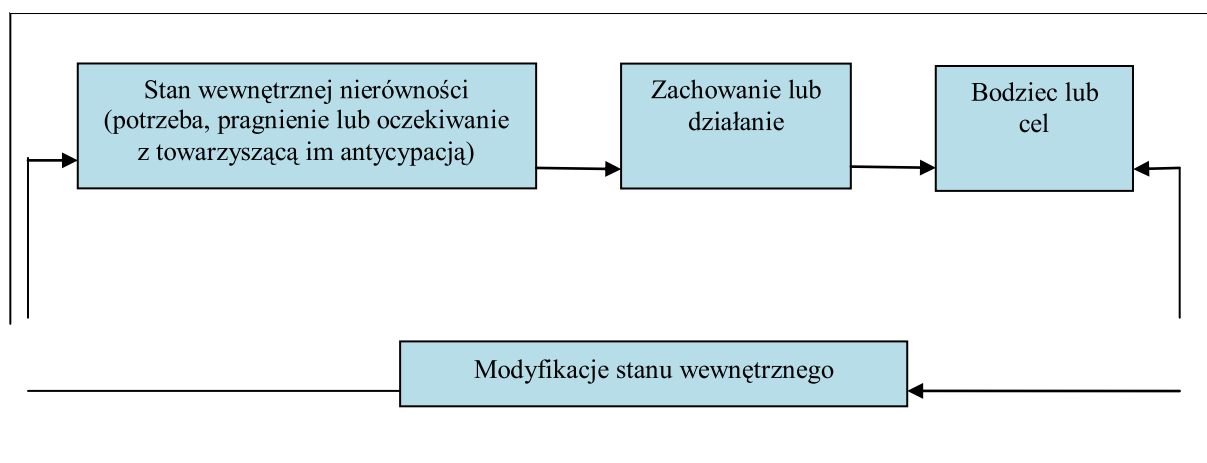 Stan wewnętrznej nierówności
(potrzeba, pragnienie lub oczekiwanie
z towarzyszącą im antycypacją)
Zachowanie lub
działanie
Bodziec lub
cel
Modyfikacje stanu wewnętrznego